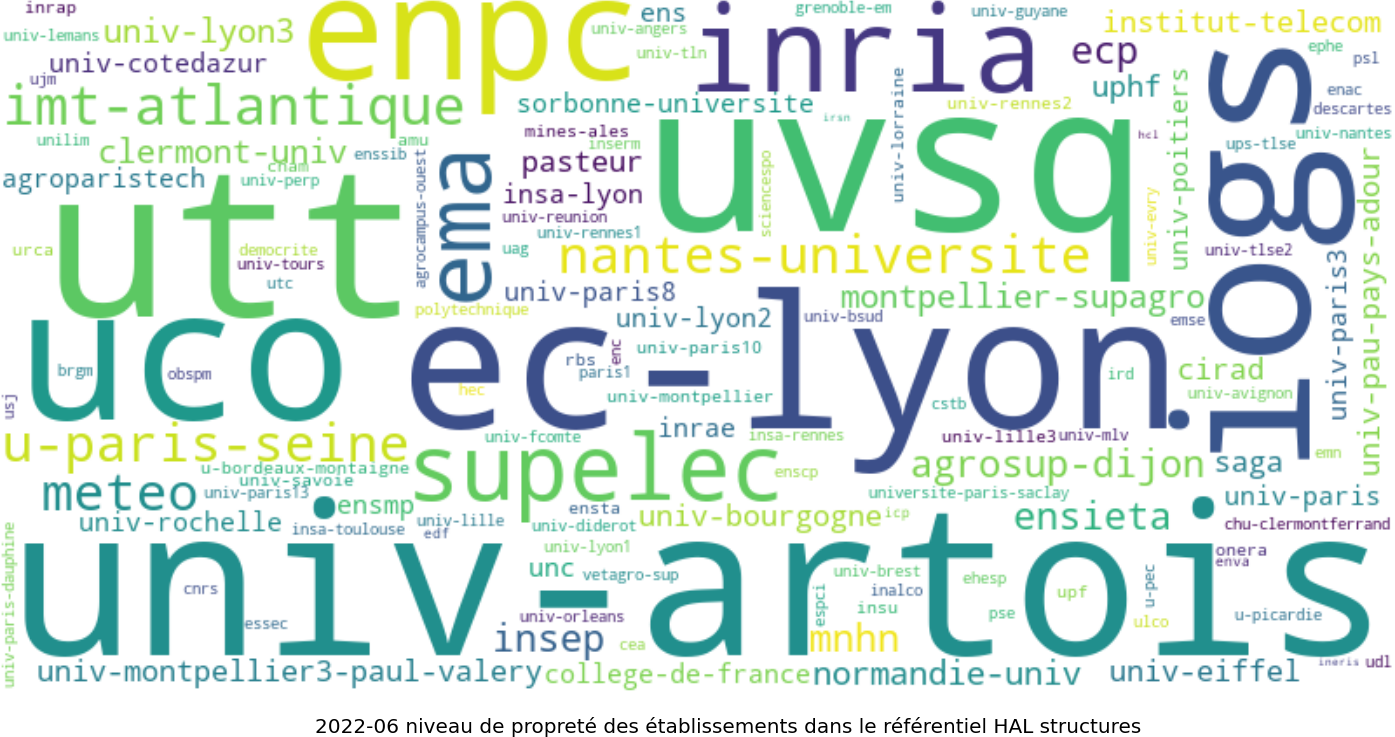 inrap
enpc
ens
grenoble-em
univ-guyane
institut-telecom
univ-lemans
univ-lyon3
univ-angers
inria
ecp
ephe
univ-cotedazur
univ-tln
logs
psl
ujm
uphf
enac
imt-atlantique
sorbonne-universite
univ-lorraine
univ-rennes2
univ-poitiers
descartes
unilim
amu
mines-ales
irsn
uvsq
hcl
univ-nantes
clermont-univ
enssib
inserm
ups-tlse
agroparistech
cnam
univ-perp
agrocampus-ouest
ema
pasteur
sciencespo
univ-pau-pays-adour
utt
insa-lyon
univ-evry
univ-reunion
univ-rennes1
urca
democrite
uag
nantes-universite
univ-tlse2
univ-tours
utc
univ-paris8
montpellier-supagro
univ-paris3
polytechnique
univ-lyon2
univ-bsud
emse
uco
ec-lyon
enc
univ-paris10
brgm
obspm
rbs
paris1
ird
cirad
hec
univ-montpellier
cstb
univ-avignon
usj
u-paris-seine
univ-fcomte
inrae
insa-rennes
univ-lille3
univ-mlv
emn
u-bordeaux-montaigne
supelec
enscp
agrosup-dijon
saga
univ-savoie
meteo
univ-paris13
ensmp
universite-paris-saclay
univ-paris
univ-rochelle
insa-toulouse
univ-lille
ensta
univ-bourgogne
icp
ensieta
chu-clermontferrand
edf
univ-diderot
univ-paris-dauphine
univ-artois
univ-lyon1
onera
unc
vetagro-sup
univ-brest
ehesp
enva
cnrs
inalco
upf
u-pec
espci
insu
pse
essec
univ-orleans
ulco
u-picardie
insep
cea
mnhn
ineris
udl
univ-montpellier3-paul-valery
college-de-france
normandie-univ
univ-eiffel
2022-06 niveau de propreté des établissements dans le référentiel HAL structures